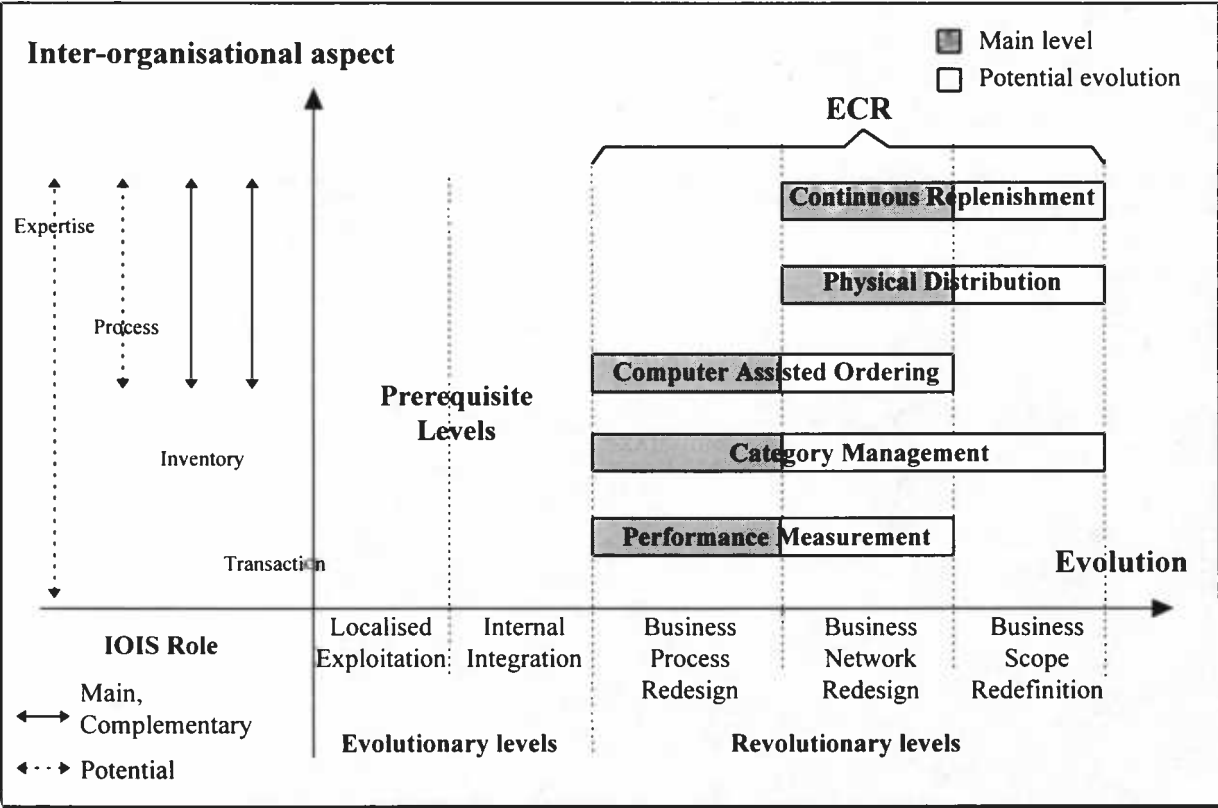 Inter-organisational aspect
Main level
Potential evolution
ECR
Continuous Replenishment
Expertise
Physical Distribution
Process
Computer Assisted Ordering
Prerequisite
Levels
Category Management
Inventory
Performance Measurement
Transaction
Evolution
IOIS Role
Localised
Exploitation
Internal
Integration
Business
Process
Redesign
Business
Network
Redesign
Business
Scope
Redefinition
Main,
Complementary
Potential
Evolutionary levels
Revolutionary levels